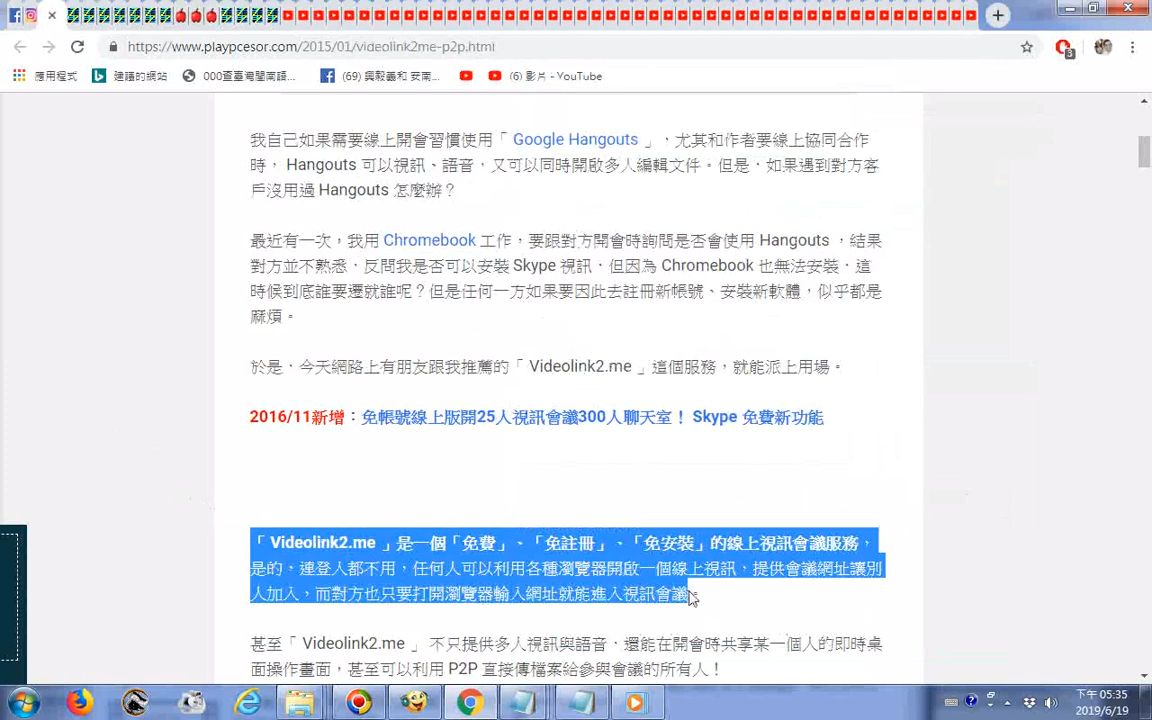 https://www.playpcesor.com/2015/01/videolink2me-p2p.html
3
應用程式
建議的網站
000查臺灣閩南語...
(69) 興毅義和 安南...
(6) 影片 - YouTube
我自己如果需要線上開會習慣使用「 Google Hangouts 」，尤其和作者要線上協同合作
時， Hangouts 可以視訊、語音，又可以同時開啟多人編輯文件。但是，如果遇到對方客
戶沒用過 Hangouts 怎麼辦？
最近有一次，我用 Chromebook 工作，要跟對方開會時詢問是否會使用 Hangouts ，結果
對方並不熟悉，反問我是否可以安裝 Skype 視訊，但因為 Chromebook 也無法安裝，這
時候到底誰要遷就誰呢？但是任何一方如果要因此去註冊新帳號、安裝新軟體，似乎都是
麻煩。
於是，今天網路上有朋友跟我推薦的「 Videolink2.me 」這個服務，就能派上用場。
2016/11新增：免帳號線上版開25人視訊會議300人聊天室！ Skype 免費新功能
「 Videolink2.me 」是一個「免費」、「免註冊」、「免安裝」的線上視訊會議服務，
是的，連登入都不用，任何人可以利用各種瀏覽器開啟一個線上視訊，提供會議網址讓別
人加入，而對方也只要打開瀏覽器輸入網址就能進入視訊會議。
甚至「 Videolink2.me 」 不只提供多人視訊與語音，還能在開會時共享某一個人的即時桌
面操作畫面，甚至可以利用 P2P 直接傳檔案給參與會議的所有人！
下午 05:35
2019/6/19